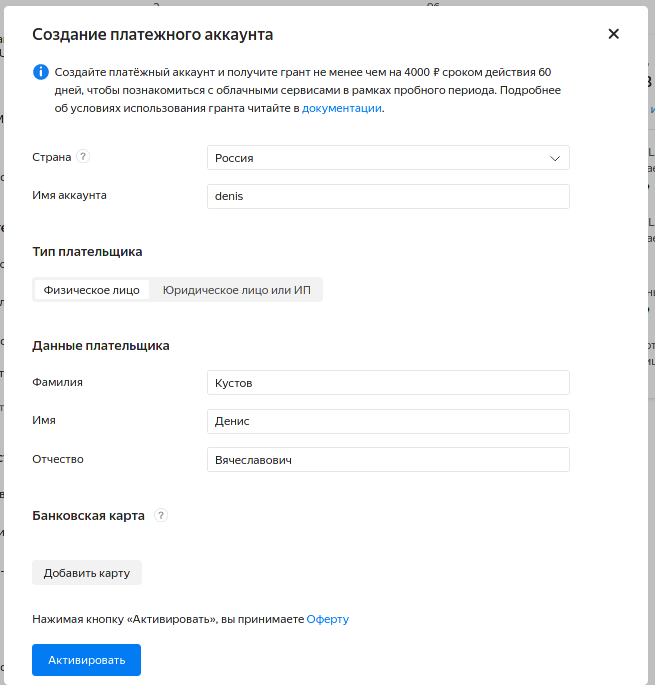 Создание платежного аккаунта
Создайте платёжный аккаунт и получите грант не менее чем на 4000 ₽ сроком действия 60
дней, чтобы познакомиться с облачными сервисами в рамках пробного периода. Подробнее
об условиях использования гранта читайте в документации.
Страна ?
Россия
Имя аккаунта
denis
Тип плательщика
Физическое лицо Юридическое лицо или ИП
Данные плательщика
Фамилия
Кустов
Имя
Денис
Отчество
Вячеславович
Банковская карта ?
Добавить карту
Нажимая кнопку «Активировать», вы принимаете Оферту
Активировать